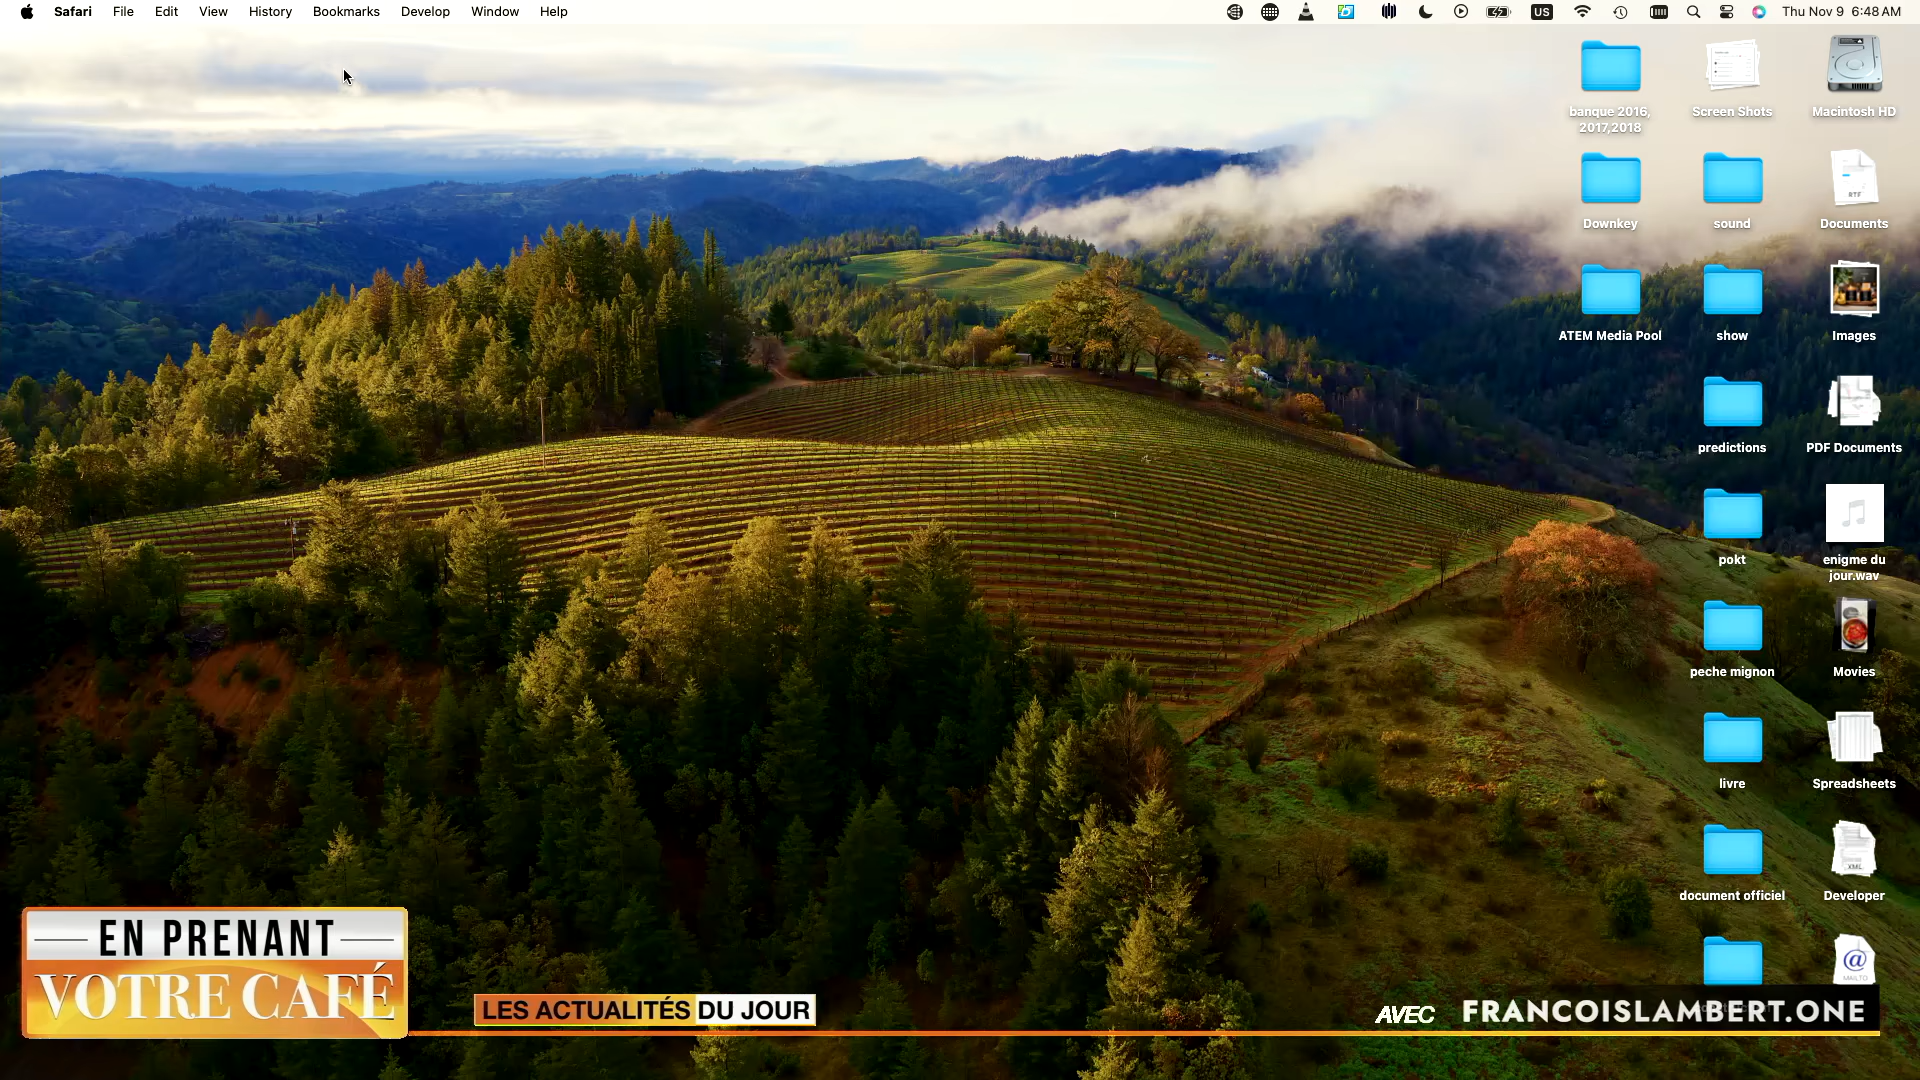 Safari File Edit View History Bookmarks Develop Window Help US Thu Nov 9 6:48 AM
banque 2016, 2017,2018
Screen Shots
Macintosh HD
Downkey
sound
RTF
Documents
ATEM Media Pool
show
Images
predictions
PDF Documents
pokt
enigme du jour.wav
peche mignon
Movies
livre
Spreadsheets
document officiel
XML
Developer
@
MAILTO
EN PRENANT
VOTRE CAFÉ
LES ACTUALITÉS DU JOUR
AVEC FRANCOISLAMBERT.ONE